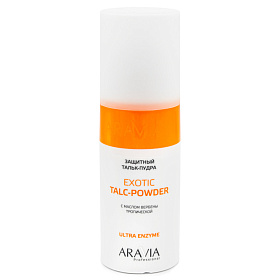 ЗАЩИТНЫЙ
ТАЛЬК-ПУДРА
EXOTIC
TALC-POWDER
С МАСЛОМ ВЕРБЕНЫ
ТРОПИЧЕСКОЙ
ULTRA ENZYME
ARAVIA
Professional